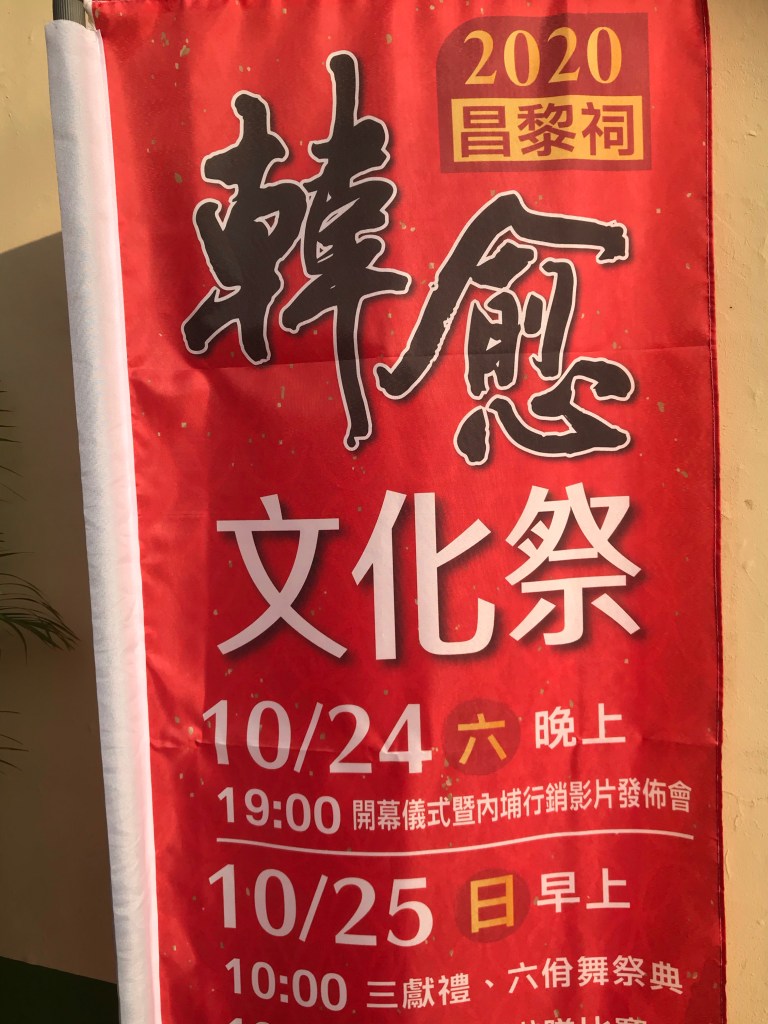 2020
昌黎祠
韓愈
文化祭
10/24 六 晚上
19:00 開幕儀式暨內埔行銷影片發佈會
10/25 日 早上
10:00 三獻禮、六佾舞祭典